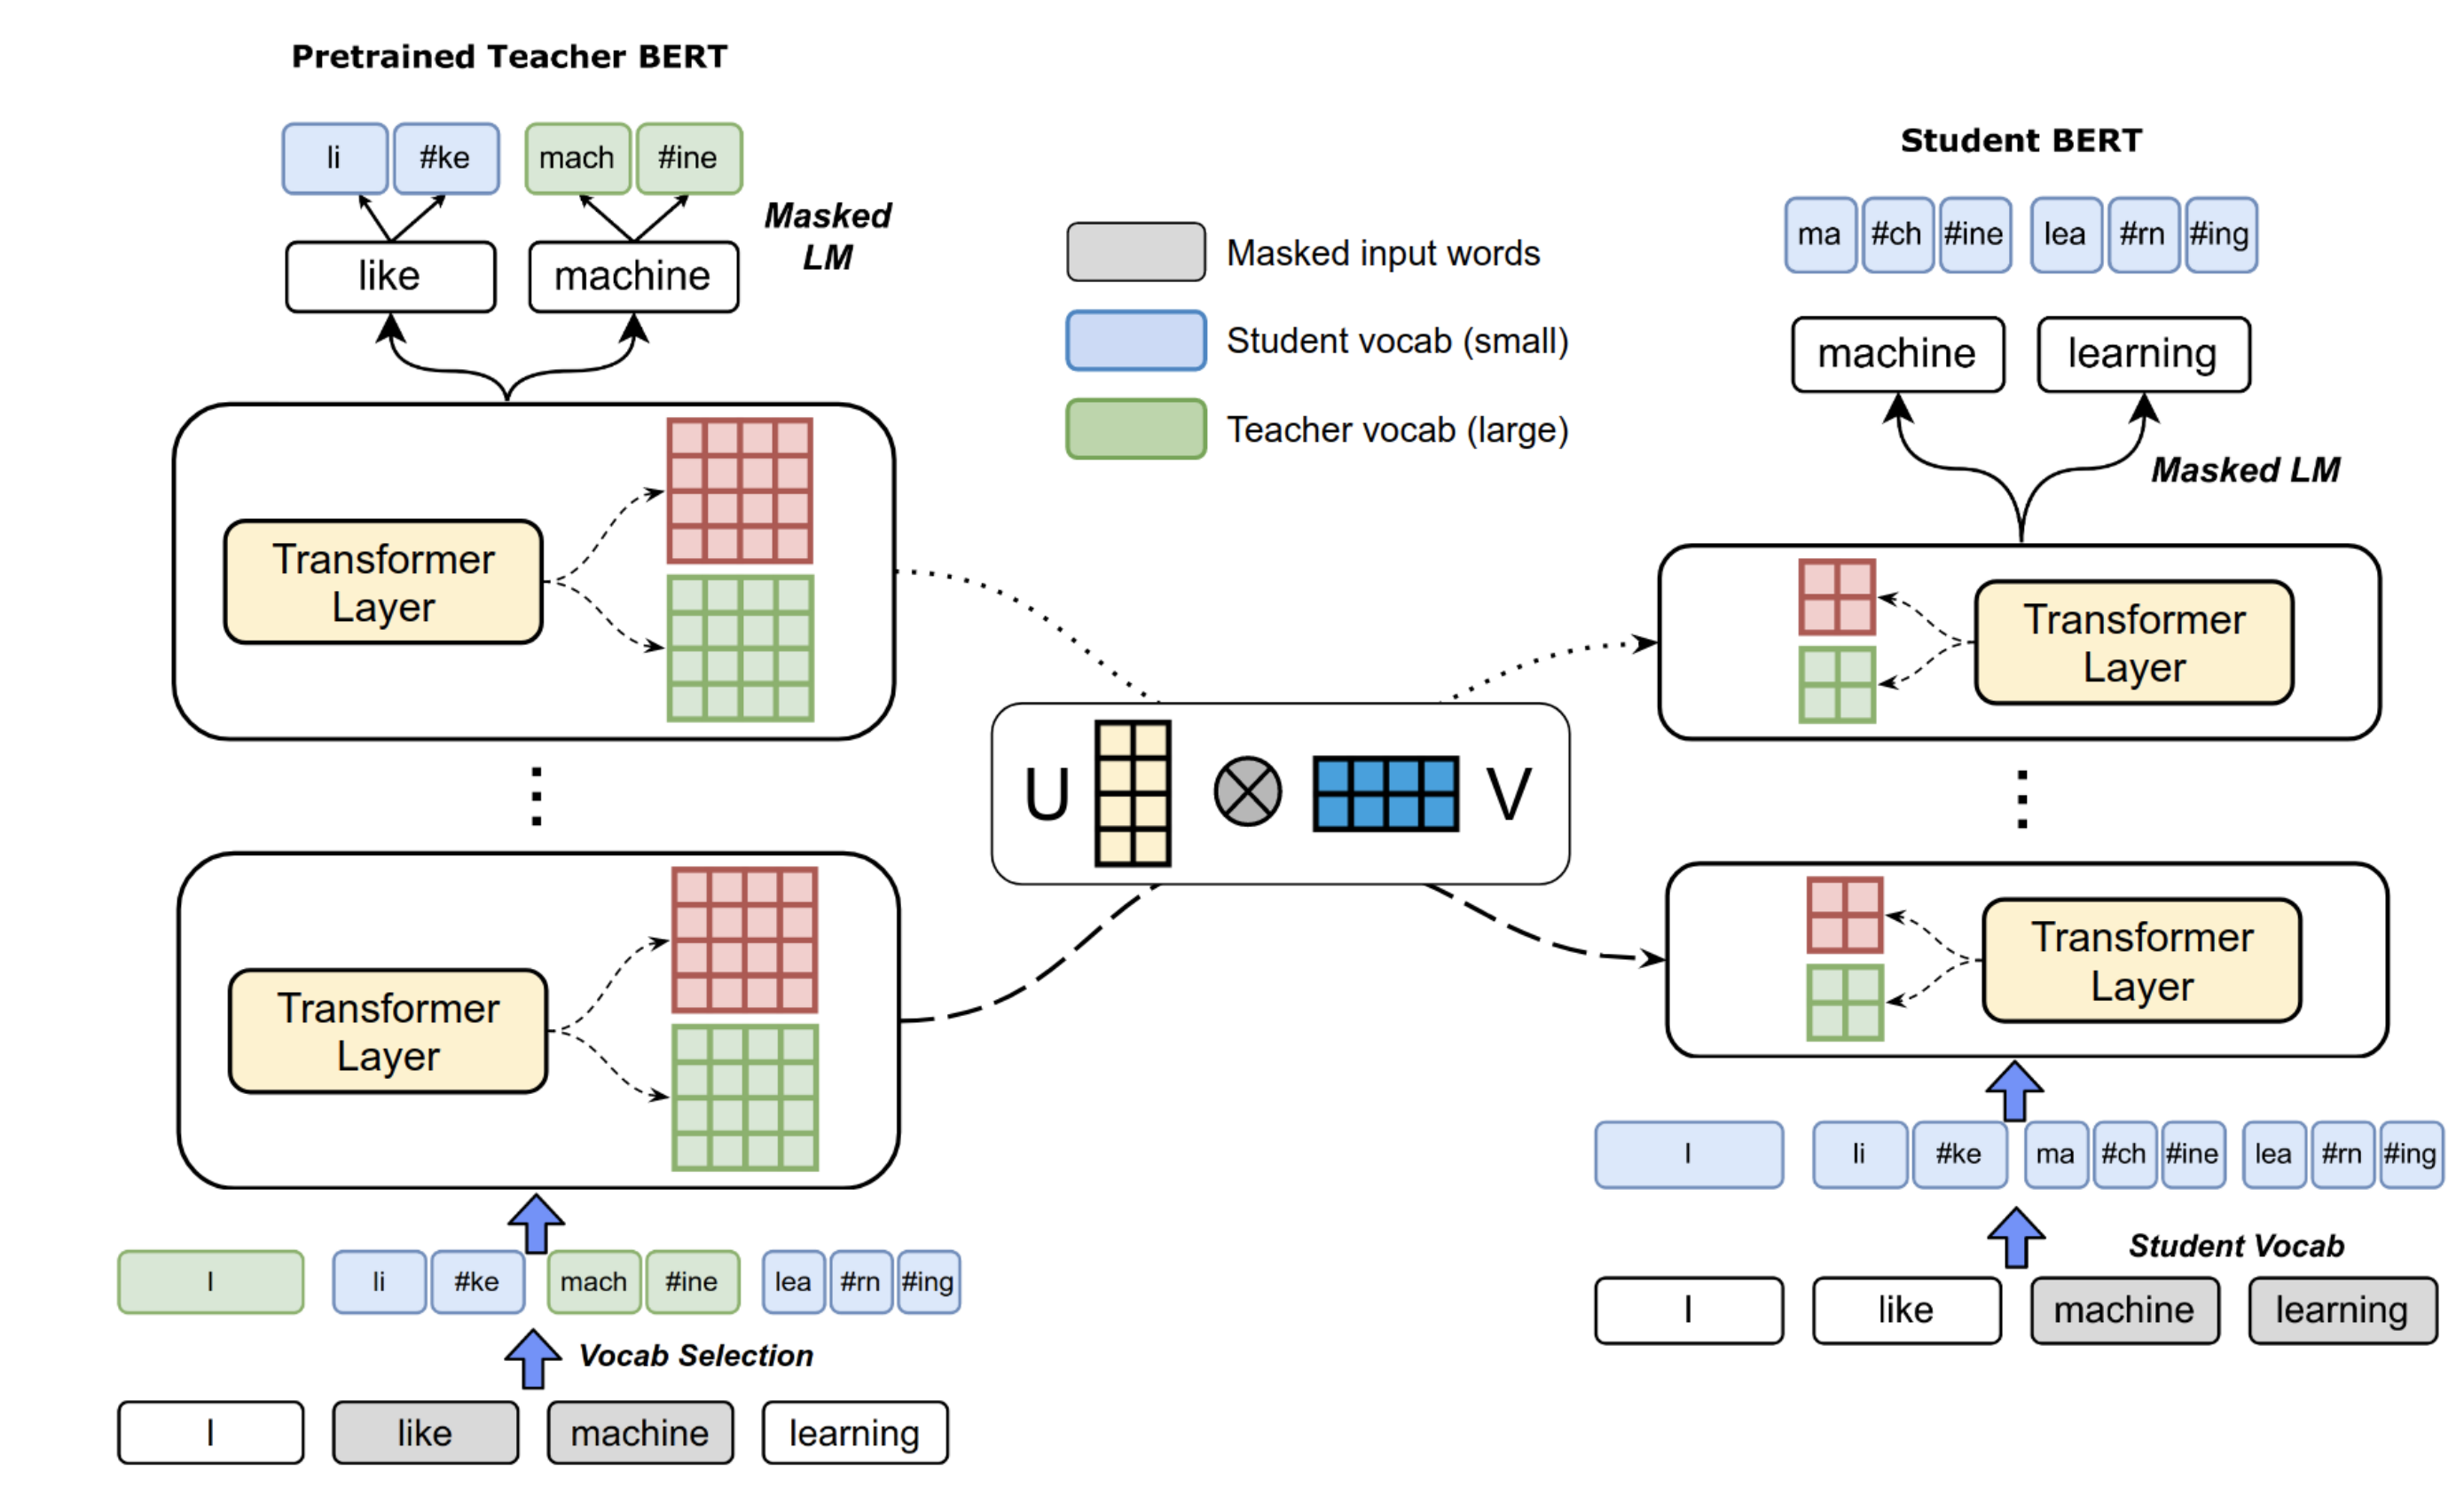 Pretrained Teacher BERT
li #ke mach #ine
Masked
LM
like machine
Transformer
Layer
Transformer
Layer
I li #ke mach #ine lea #rn #ing
Vocab Selection
I like machine learning
Masked input words
Student vocab (small)
Teacher vocab (large)
U V
Student BERT
ma #ch #ine lea #rn #ing
machine learning
Masked LM
Transformer
Layer
Transformer
Layer
I li #ke ma #ch #ine lea #rn #ing
Student Vocab
I like machine learning